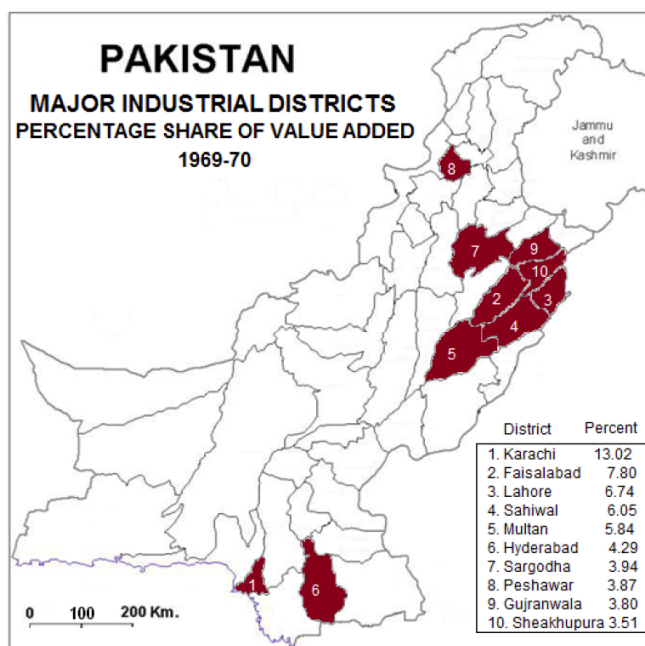 PAKISTAN
MAJOR INDUSTRIAL DISTRICTS
PERCENTAGE SHARE OF VALUE ADDED
1969-70
Jammu
and
Kashmir
8
7
9
10
2
3
4
5
1
6
0 100 200 Km.
District Percent
1. Karachi 13.02
2. Faisalabad 7.80
3. Lahore 6.74
4. Sahiwal 6.05
5. Multan 5.84
6. Hyderabad 4.29
7. Sargodha 3.94
8. Peshawar 3.87
9. Gujranwala 3.80
10. Sheakhupura 3.51